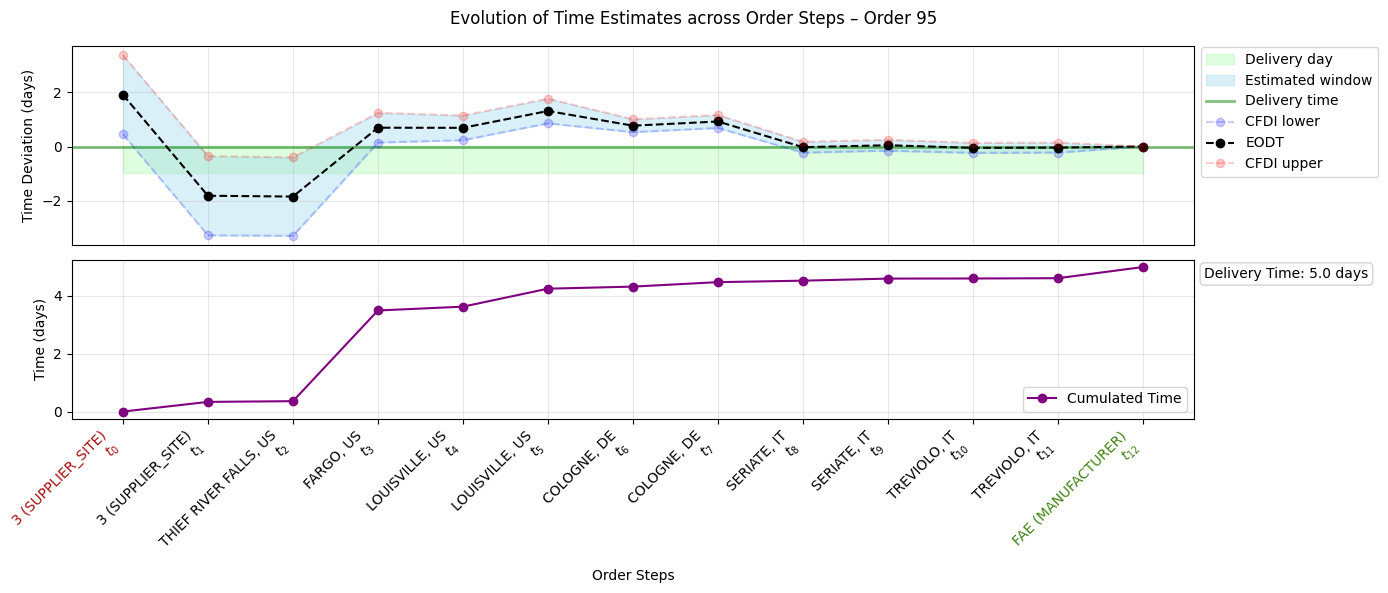 Evolution of Time Estimates across Order Steps – Order 95
Time Deviation (days)
2
0
−2
Delivery day
Estimated window
Delivery time
CFDI lower
EODT
CFDI upper
Time (days)
4
2
0
Delivery Time: 5.0 days
Cumulated Time
3 (SUPPLIER_SITE)
t0
3 (SUPPLIER_SITE)
t1
THIEF RIVER FALLS, US
t2
FARGO, US
t3
LOUISVILLE, US
t4
LOUISVILLE, US
t5
COLOGNE, DE
t6
COLOGNE, DE
t7
SERIATE, IT
t8
SERIATE, IT
t9
TREVIOLO, IT
t10
TREVIOLO, IT
t11
FAE (MANUFACTURER)
t12
Order Steps